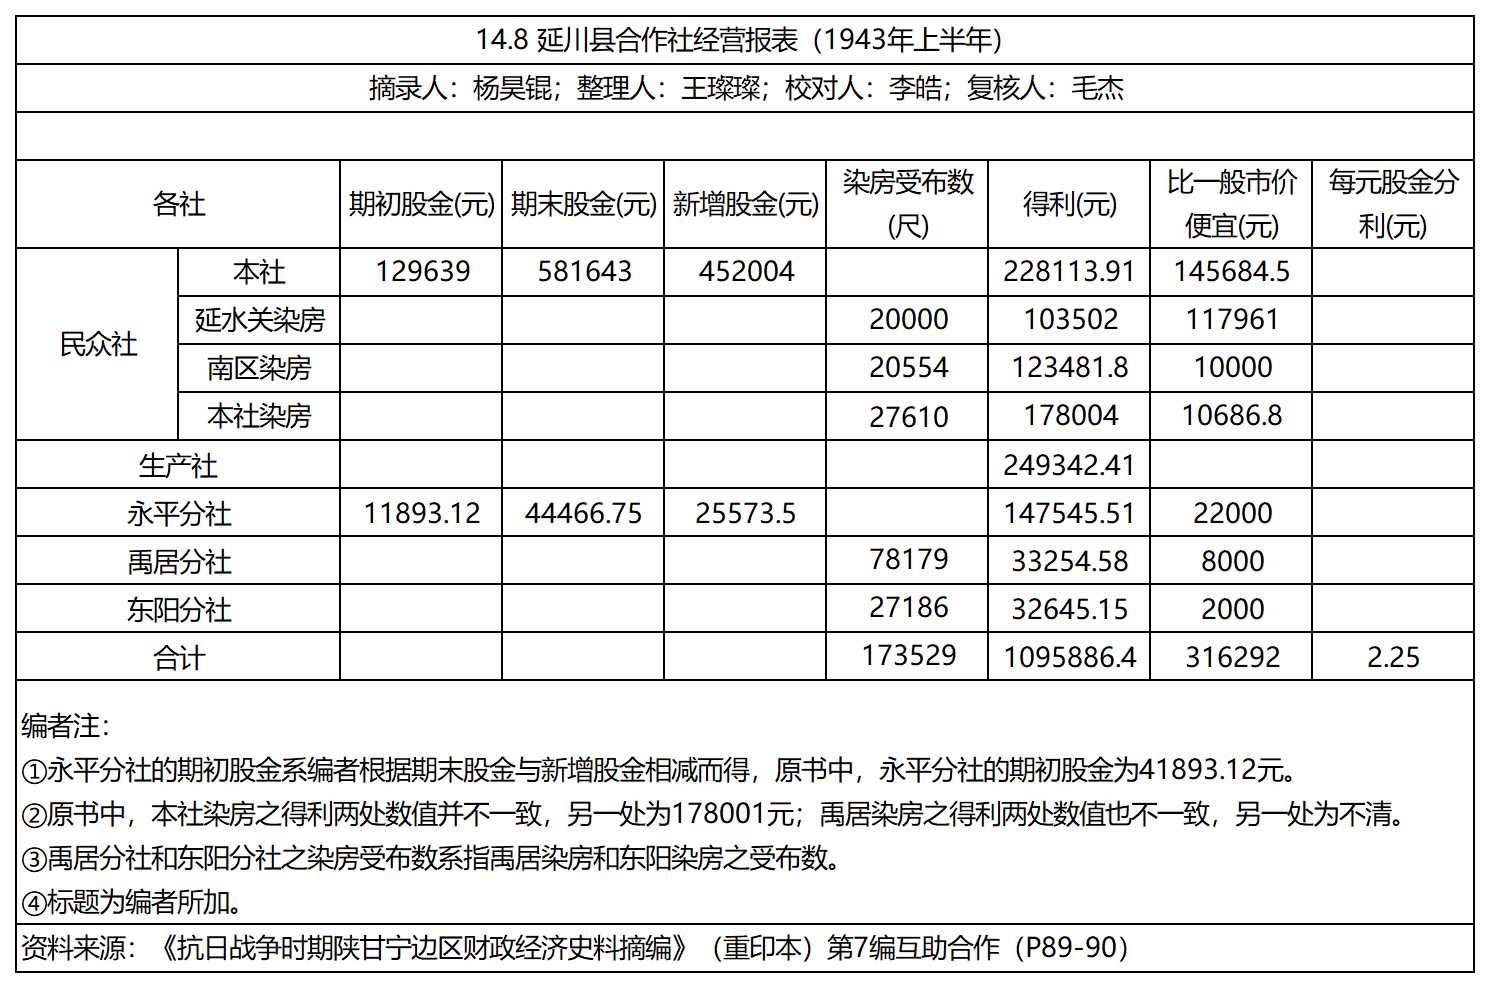 14.8 延川县合作社经营报表（1943年上半年）
摘录人：杨昊锟；整理人：王璨璨；校对人：李皓；复核人：毛杰
各社 期初股金(元) 期末股金(元) 新增股金(元) 染房受布数(尺) 得利(元) 比一般市价便宜(元) 每元股金分利(元)
民众社 本社 129639 581643 452004 228113.91 145684.5
延水关染房 20000 103502 117961
南区染房 20554 123481.8 10000
本社染房 27610 178004 10686.8
生产社 249342.41
永平分社 11893.12 44466.75 25573.5 147545.51 22000
禹居分社 78179 33254.58 8000
东阳分社 27186 32645.15 2000
合计 173529 1095886.4 316292 2.25
编者注：
①永平分社的期初股金系编者根据期末股金与新增股金相减而得，原书中，永平分社的期初股金为41893.12元。
②原书中，本社染房之得利两处数值并不一致，另一处为178001元；禹居染房之得利两处数值也不一致，另一处为不清。
③禹居分社和东阳分社之染房受布数系指禹居染房和东阳染房之受布数。
④标题为编者所加。
资料来源：《抗日战争时期陕甘宁边区财政经济史料摘编》（重印本）第7编互助合作（P89-90）